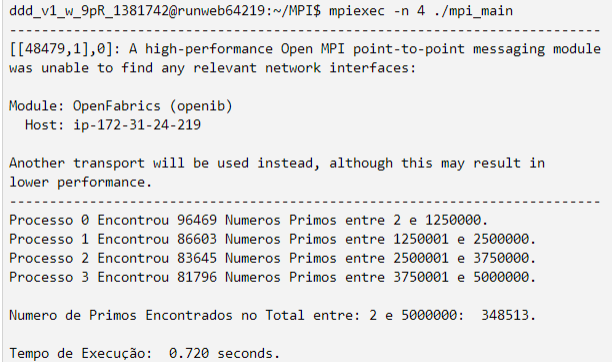 ddd_v1_w_9pR_1381742@runweb64219:~/MPI$ mpiexec -n 4 ./mpi_main
--------------------------------------------------------------------------
[[48479,1],0]: A high-performance Open MPI point-to-point messaging module
was unable to find any relevant network interfaces:

Module: OpenFabrics (openib)
  Host: ip-172-31-24-219

Another transport will be used instead, although this may result in
lower performance.
--------------------------------------------------------------------------
Processo 0 Encontrou 96469 Numeros Primos entre 2 e 1250000.
Processo 1 Encontrou 86603 Numeros Primos entre 1250001 e 2500000.
Processo 2 Encontrou 83645 Numeros Primos entre 2500001 e 3750000.
Processo 3 Encontrou 81796 Numeros Primos entre 3750001 e 5000000.

Numero de Primos Encontrados no Total entre: 2 e 5000000:  348513.

Tempo de Execução:  0.720 seconds.